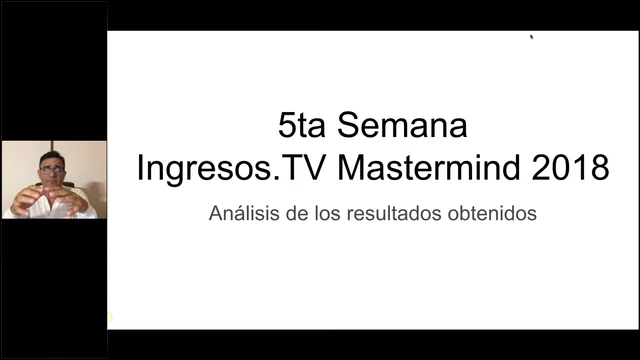 5ta Semana
Ingresos.TV Mastermind 2018
Análisis de los resultados obtenidos